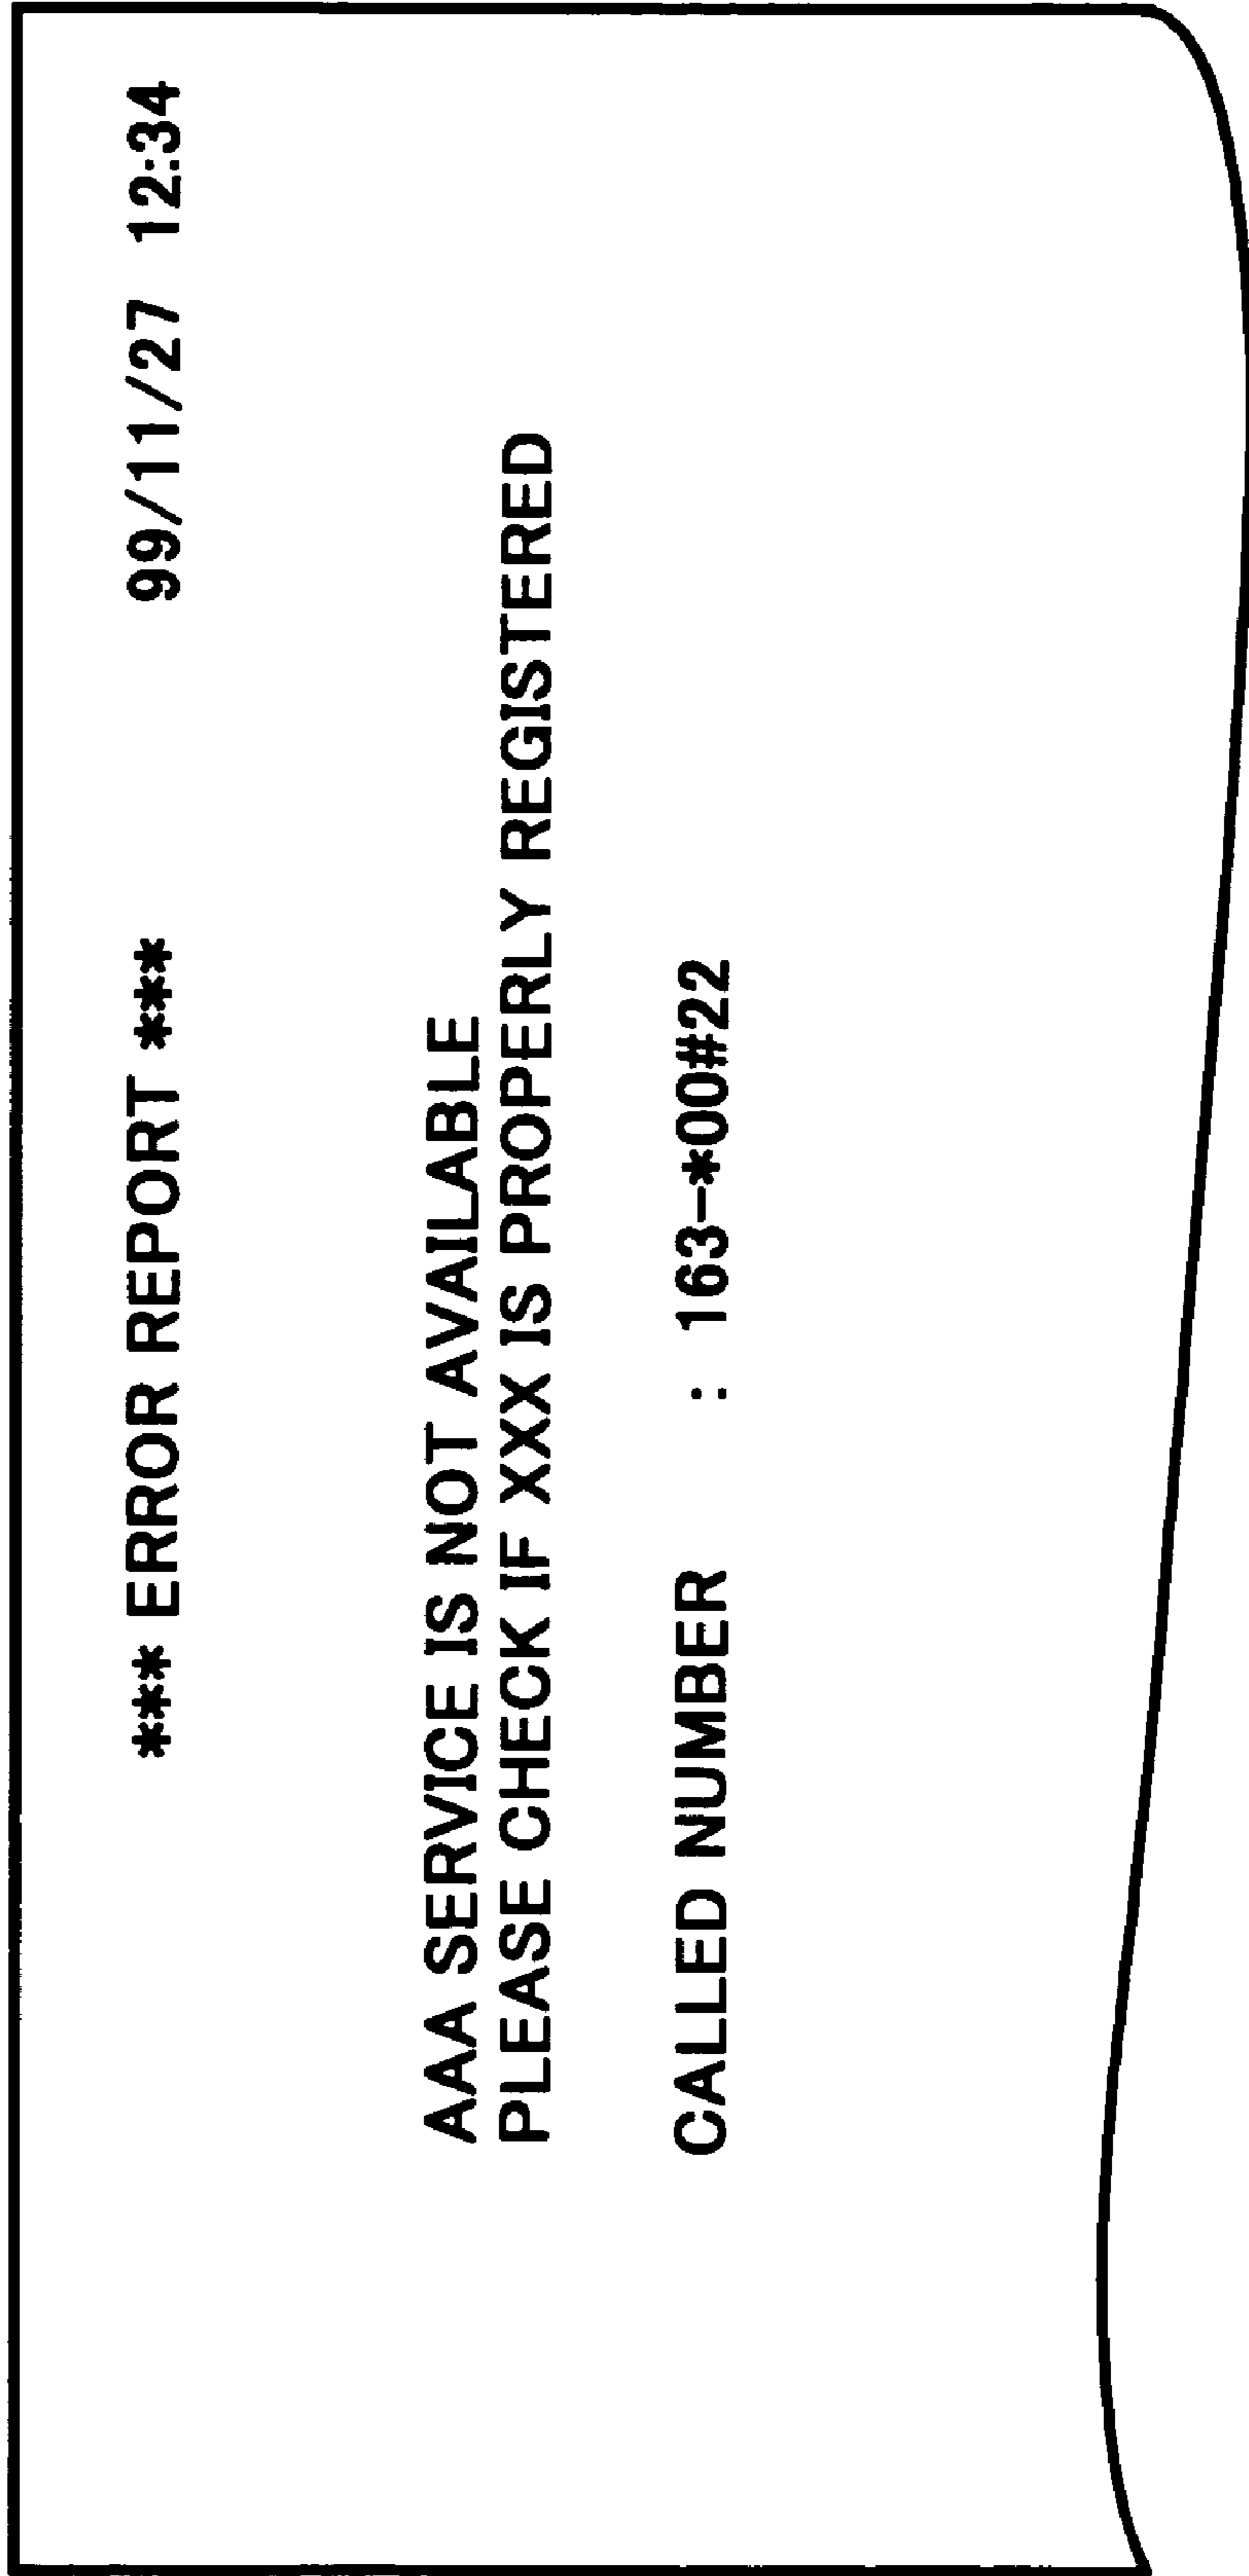 *** ERROR REPORT *** 99/11/27 12:34
AAA SERVICE IS NOT AVAILABLE
PLEASE CHECK IF XXX IS PROPERLY REGISTERED
CALLED NUMBER : 163-*00#22